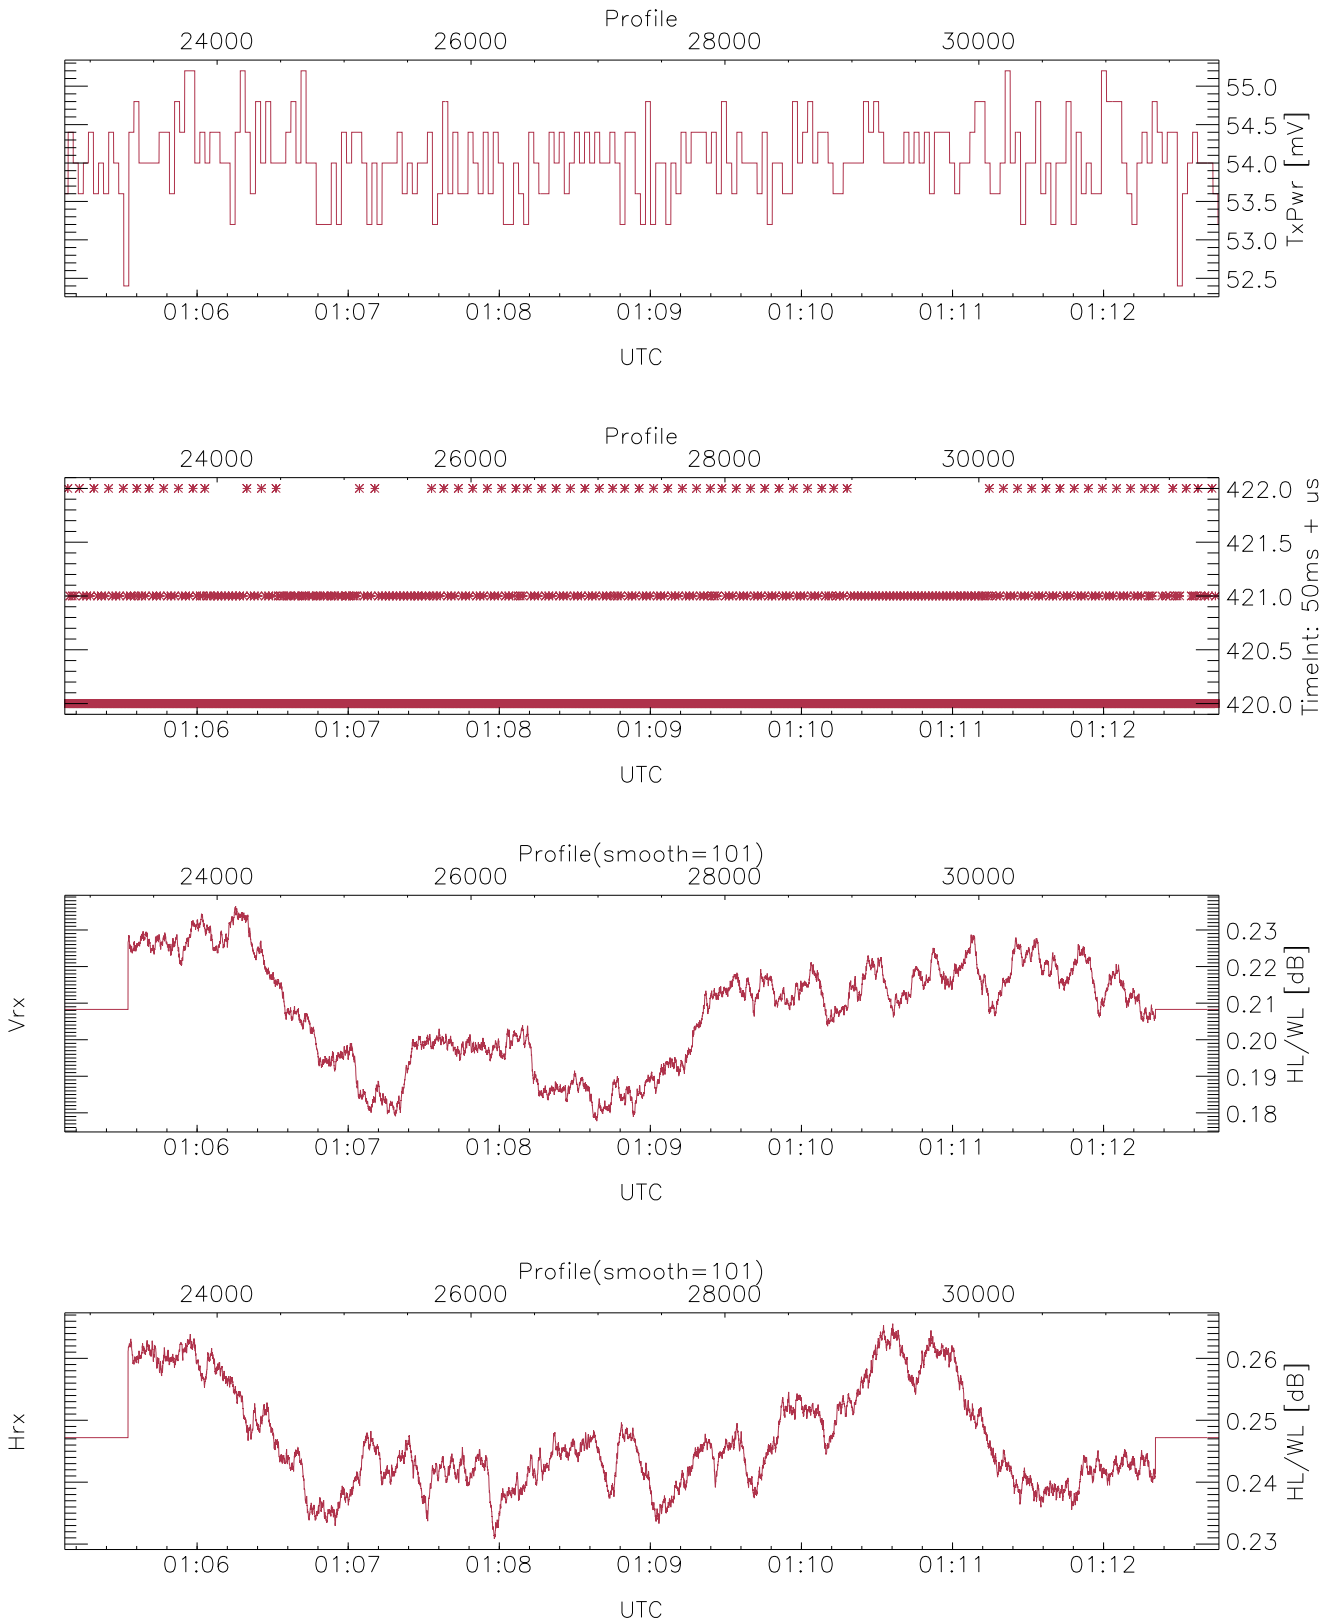 Profile
24000 26000 28000 30000
55.0
54.5
54.0
53.5
53.0
52.5
TxPwr [mV]
01:06 01:07 01:08 01:09 01:10 01:11 01:12
UTC
Profile
24000 26000 28000 30000
422.0
421.5
421.0
420.5
420.0
TimeInt: 50ms + us
01:06 01:07 01:08 01:09 01:10 01:11 01:12
UTC
Profile(smooth=101)
24000 26000 28000 30000
Vrx
0.23
0.22
0.21
0.20
0.19
0.18
HL/WL [dB]
01:06 01:07 01:08 01:09 01:10 01:11 01:12
UTC
Profile(smooth=101)
24000 26000 28000 30000
Hrx
0.26
0.25
0.24
0.23
HL/WL [dB]
01:06 01:07 01:08 01:09 01:10 01:11 01:12
UTC